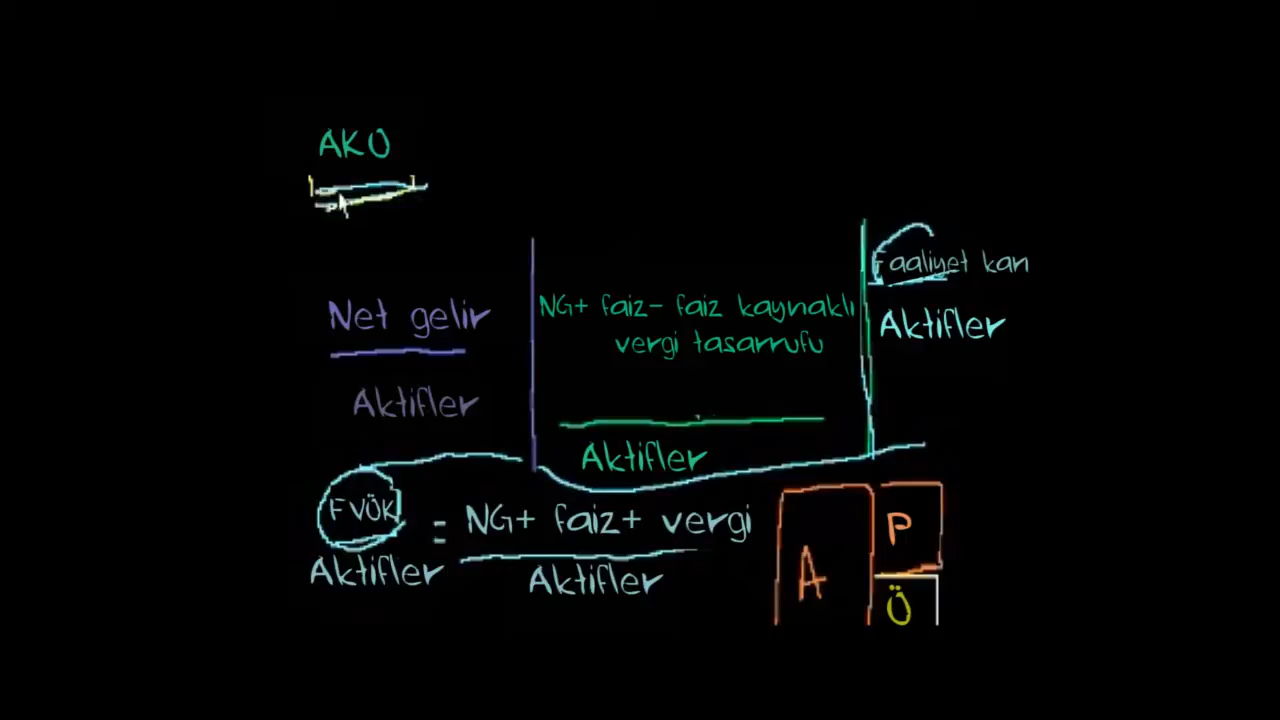 AKO
Net gelir
Aktifler
NG+ faiz- faiz kaynaklı
vergi tasarrufu
Aktifler
Faaliyet karı
Aktifler
FVÖK
Aktifler
= NG+ faiz+ vergi
Aktifler
A
P
Ö